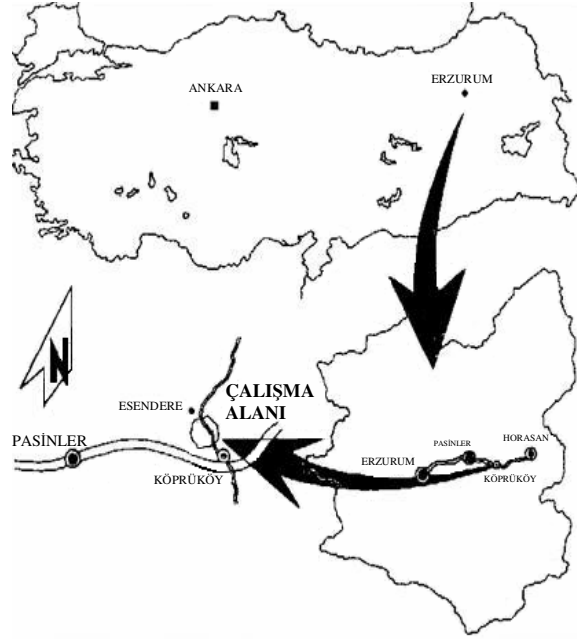 ANKARA
ERZURUM
N
ESENDERE
ÇALIŞMA
ALANI
PASİNLER
KÖPRÜKÖY
ERZURUM
PASİNLER
HORASAN
KÖPRÜKÖY